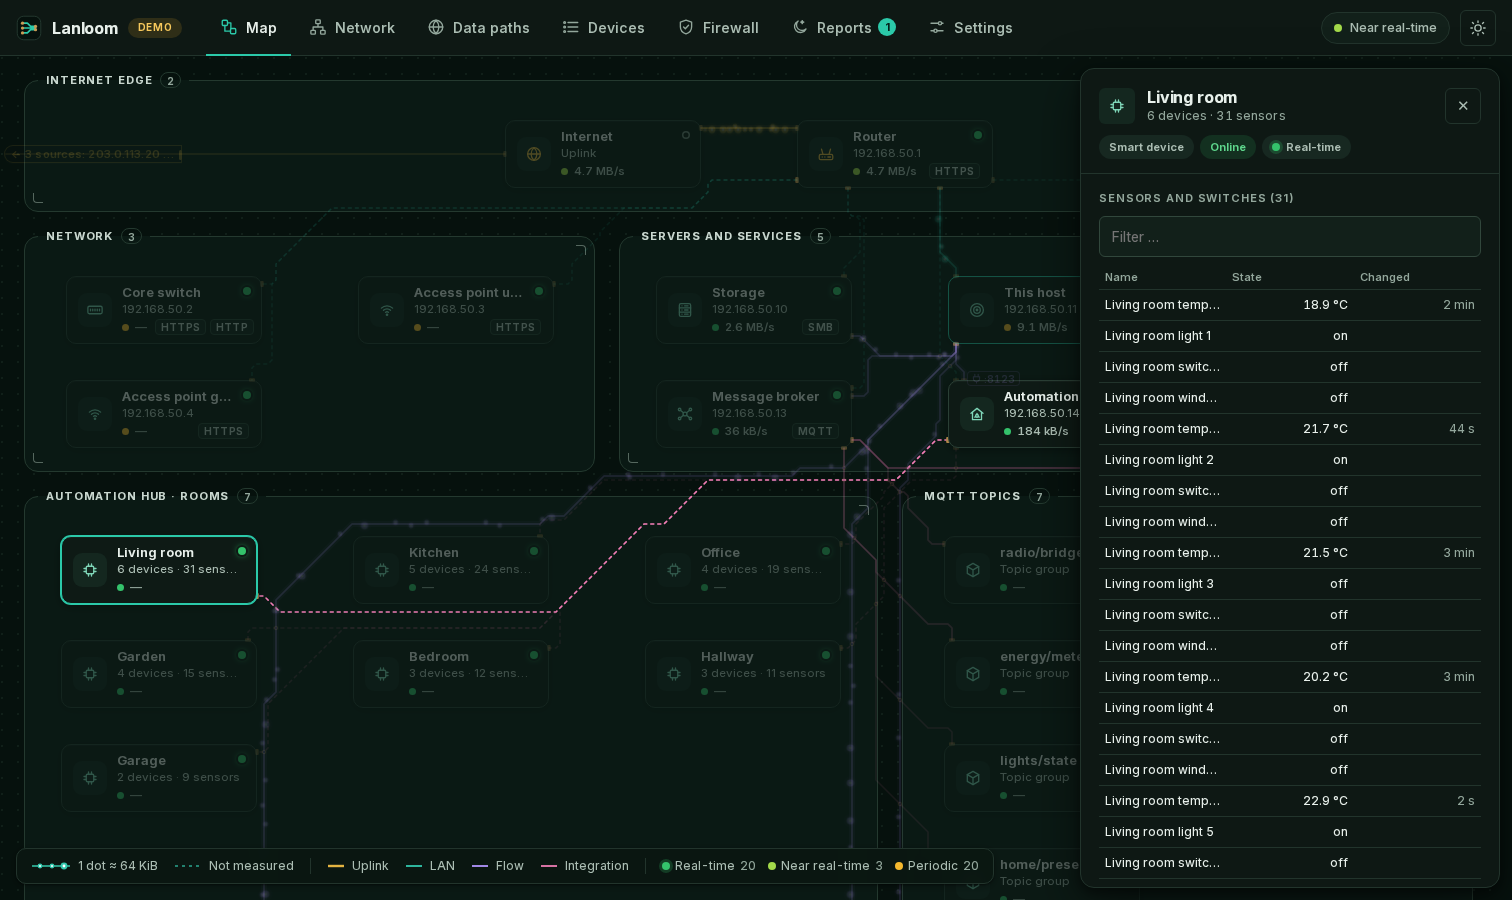 Lanloom DEMO Map Network Data paths Devices Firewall Reports 1 Settings Near real-time
INTERNET EDGE 2
← 3 sources: 203.0.113.20
Internet
Uplink
4.7 MB/s
Router
192.168.50.1
4.7 MB/s HTTPS
NETWORK 3
Core switch
192.168.50.2
— HTTPS HTTP
Access point u…
192.168.50.3
— HTTPS
Access point g…
192.168.50.4
— HTTPS
SERVERS AND SERVICES 5
Storage
192.168.50.10
2.6 MB/s SMB
This host
192.168.50.11
9.1 MB/s
8123
Message broker
192.168.50.13
36 kB/s MQTT
Automation
192.168.50.14
184 kB/s
AUTOMATION HUB · ROOMS 7
Living room
6 devices · 31 sens…
—
Kitchen
5 devices · 24 sens…
—
Office
4 devices · 19 sens…
—
Garden
4 devices · 15 sens…
—
Bedroom
3 devices · 12 sens…
—
Hallway
3 devices · 11 sensors
—
Garage
2 devices · 9 sensors
—
MQTT TOPICS 7
radio/bridge
Topic group
—
energy/mete
Topic group
—
lights/state
Topic group
—
home/prese
Topic group
—
1 dot ≈ 64 KiB Not measured Uplink LAN Flow Integration Real-time 20 Near real-time 3 Periodic 20
Living room
6 devices · 31 sensors
Smart device Online Real-time
SENSORS AND SWITCHES (31)
Filter …
Name State Changed
Living room temp… 18.9 °C 2 min
Living room light 1 on
Living room switc… off
Living room wind… off
Living room temp… 21.7 °C 44 s
Living room light 2 on
Living room switc… off
Living room wind… off
Living room temp… 21.5 °C 3 min
Living room light 3 off
Living room switc… off
Living room wind… off
Living room temp… 20.2 °C 3 min
Living room light 4 on
Living room switc… off
Living room wind… off
Living room temp… 22.9 °C 2 s
Living room light 5 on
Living room switc… off